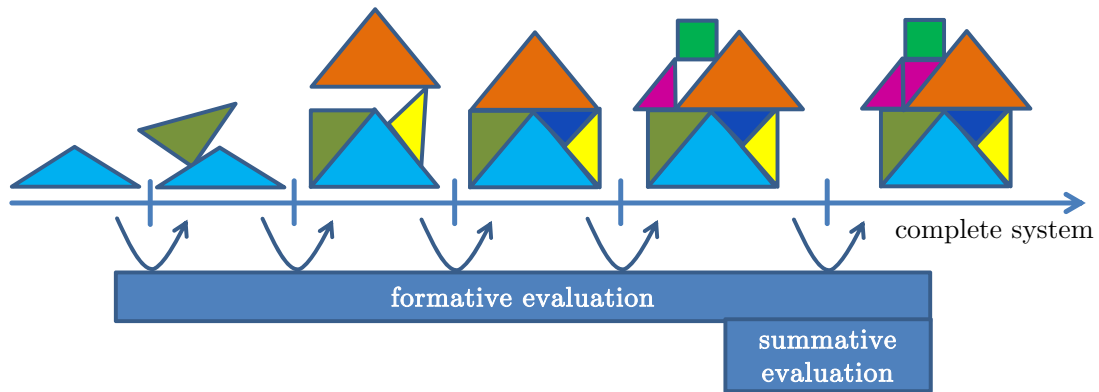 complete system
formative evaluation
summative
evaluation